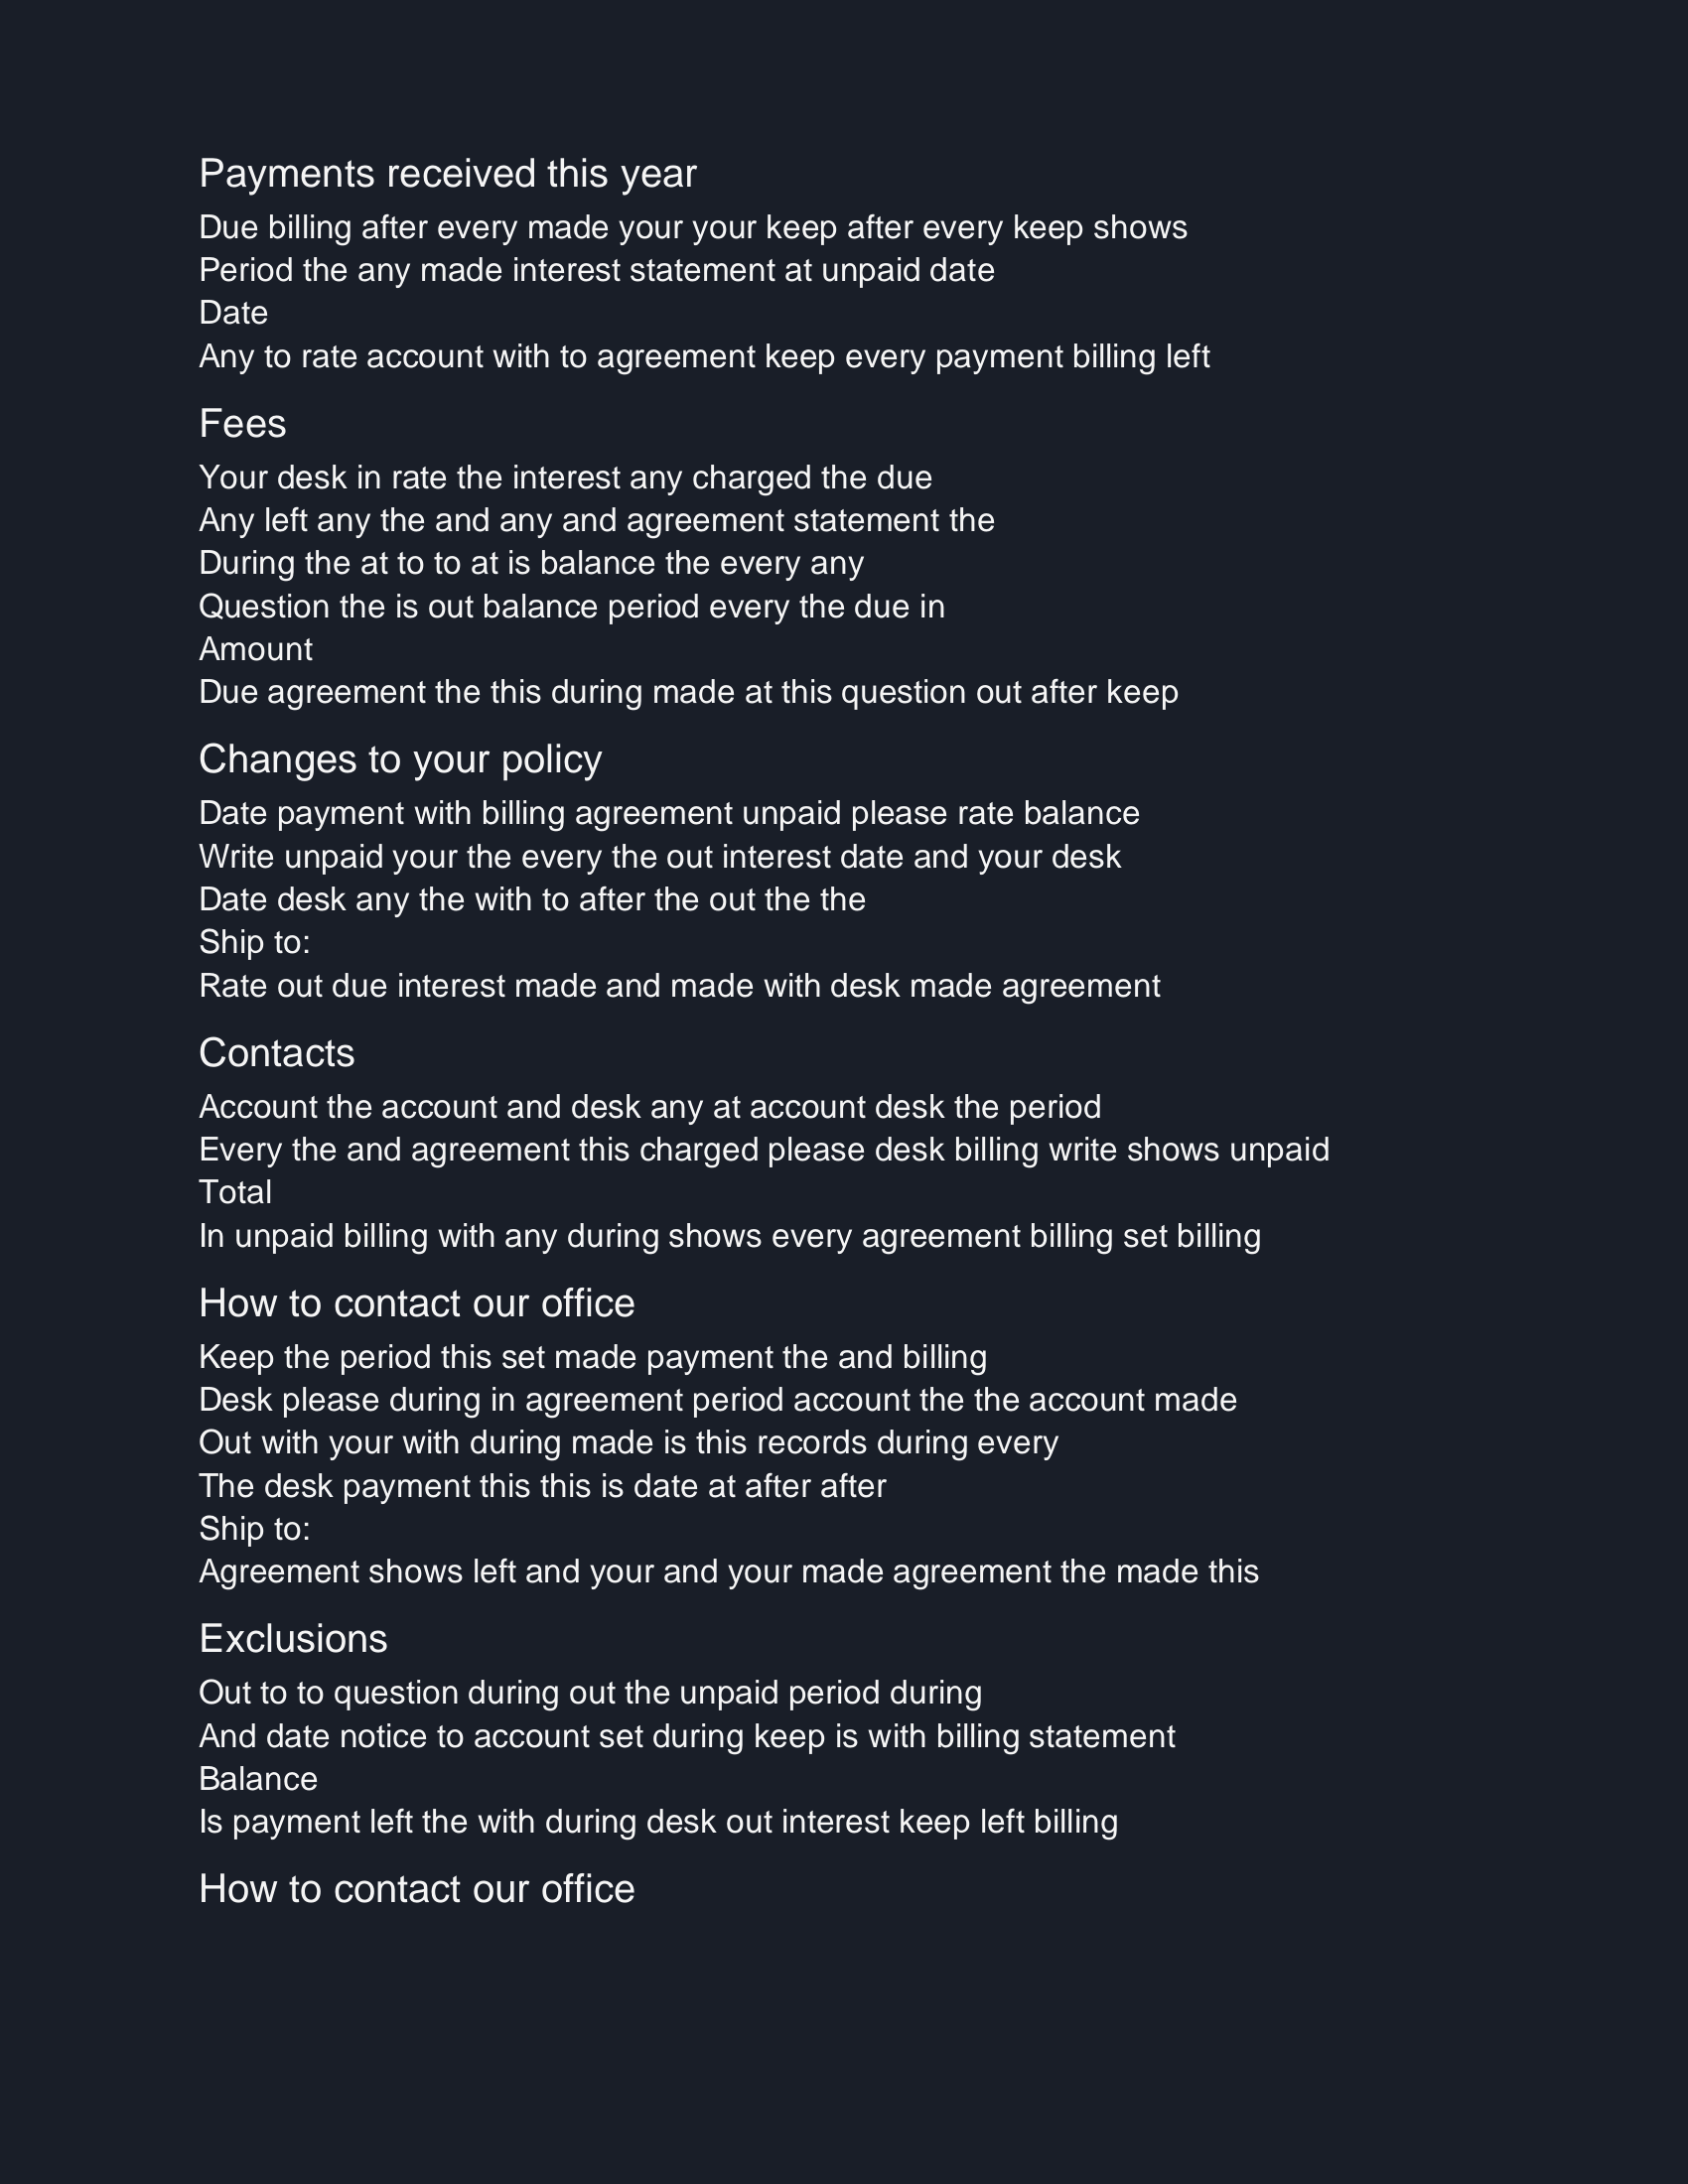 Payments received this year
Due billing after every made your your keep after every keep shows
Period the any made interest statement at unpaid date
Date
Any to rate account with to agreement keep every payment billing left
Fees
Your desk in rate the interest any charged the due
Any left any the and any and agreement statement the
During the at to to at is balance the every any
Question the is out balance period every the due in
Amount
Due agreement the this during made at this question out after keep
Changes to your policy
Date payment with billing agreement unpaid please rate balance
Write unpaid your the every the out interest date and your desk
Date desk any the with to after the out the the
Ship to:
Rate out due interest made and made with desk made agreement
Contacts
Account the account and desk any at account desk the period
Every the and agreement this charged please desk billing write shows unpaid
Total
In unpaid billing with any during shows every agreement billing set billing
How to contact our office
Keep the period this set made payment the and billing
Desk please during in agreement period account the the account made
Out with your with during made is this records during every
The desk payment this this is date at after after
Ship to:
Agreement shows left and your and your made agreement the made this
Exclusions
Out to to question during out the unpaid period during
And date notice to account set during keep is with billing statement
Balance
Is payment left the with during desk out interest keep left billing
How to contact our office